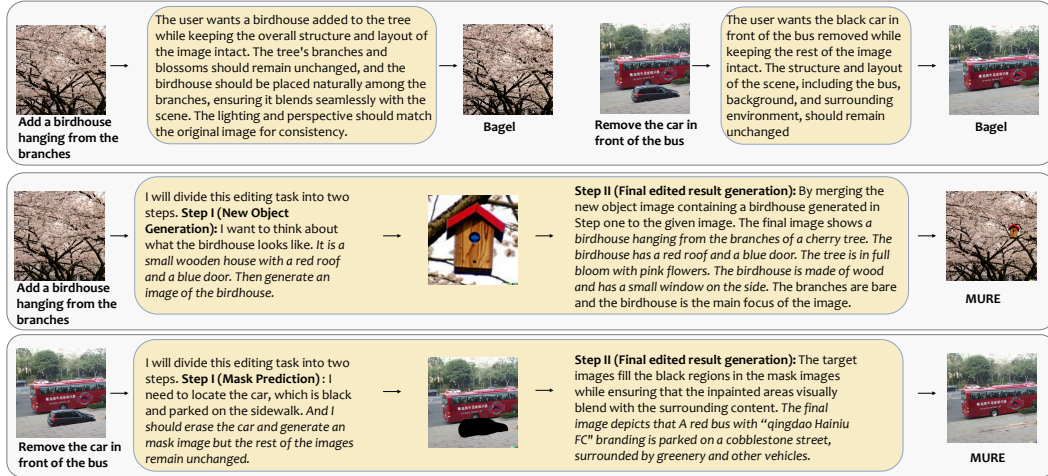 The user wants a birdhouse added to the tree
while keeping the overall structure and layout of
the image intact. The tree's branches and
blossoms should remain unchanged, and the
birdhouse should be placed naturally among the
branches, ensuring it blends seamlessly with the
scene. The lighting and perspective should match
the original image for consistency.
Add a birdhouse
hanging from the
branches
Bagel
The user wants the black car in
front of the bus removed while
keeping the rest of the image
intact. The structure and layout
of the scene, including the bus,
background, and surrounding
environment, should remain
unchanged
Remove the car in
front of the bus
Bagel
I will divide this editing task into two
steps. Step I (New Object
Generation): I want to think about
what the birdhouse looks like. It is a
small wooden house with a red roof
and a blue door. Then generate an
image of the birdhouse.
Add a birdhouse
hanging from the
branches
Step II (Final edited result generation): By merging the
new object image containing a birdhouse generated in
Step one to the given image. The final image shows a
birdhouse hanging from the branches of a cherry tree. The
birdhouse has a red roof and a blue door. The tree is in full
bloom with pink flowers. The birdhouse is made of wood
and has a small window on the side. The branches are bare
and the birdhouse is the main focus of the image.
MURE
I will divide this editing task into two
steps. Step I (Mask Prediction) : I
need to locate the car, which is black
and parked on the sidewalk. And I
should erase the car and generate an
mask image but the rest of the images
remain unchanged.
Remove the car in
front of the bus
Step II (Final edited result generation): The target
images fill the black regions in the mask images
while ensuring that the inpainted areas visually
blend with the surrounding content. The final
image depicts that A red bus with “qingdao Hainiu
FC" branding is parked on a cobblestone street,
surrounded by greenery and other vehicles.
MURE